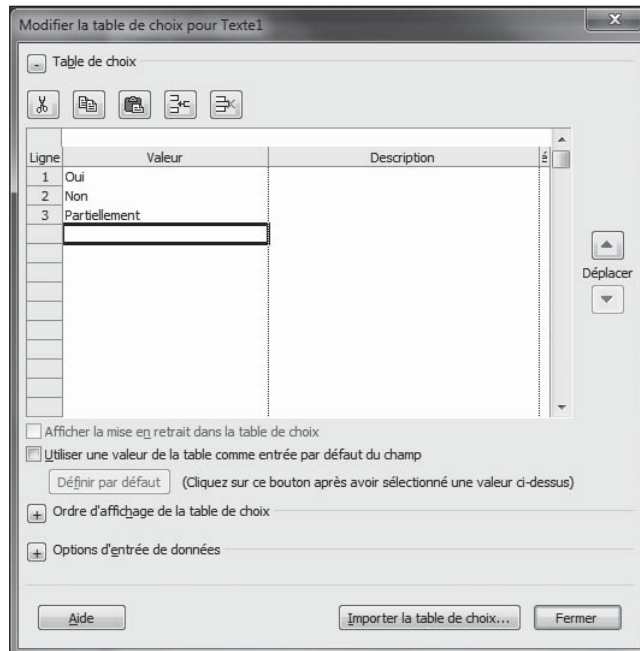 Modifier la table de choix pour Texte1
Table de choix
Ligne Valeur Description é
1 Oui
2 Non
3 Partiellement
Déplacer
Afficher la mise en retrait dans la table de choix
Utiliser une valeur de la table comme entrée par défaut du champ
Définir par défaut (Cliquez sur ce bouton après avoir sélectionné une valeur ci-dessus)
Ordre d'affichage de la table de choix
Options d'entrée de données
Aide Importer la table de choix... Fermer